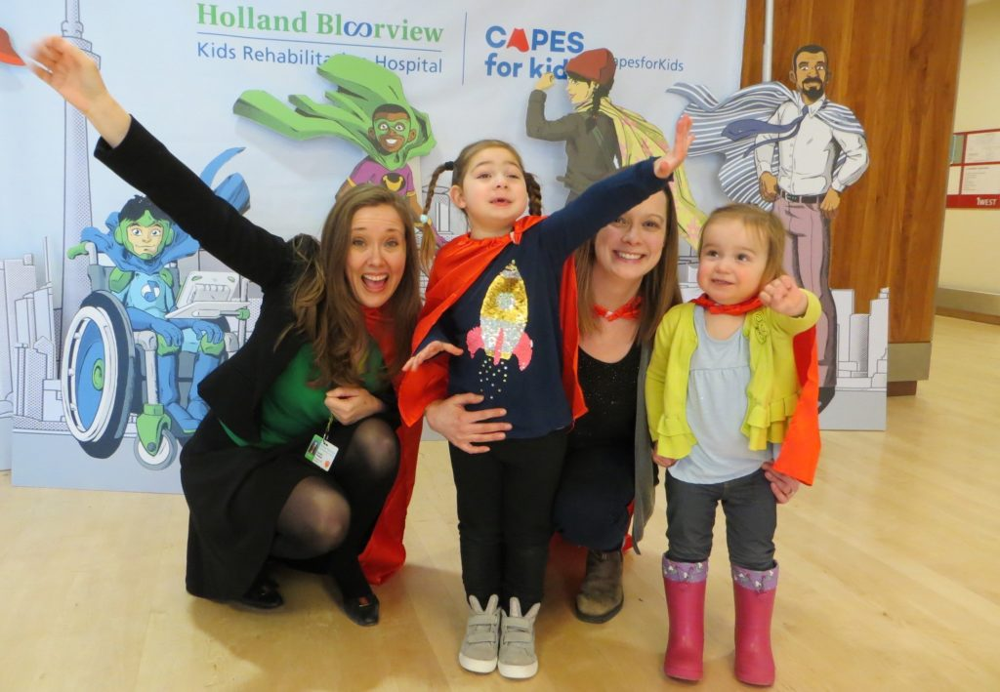 Holland Bloorview
Kids Rehabilitation Hospital
CAPES
for kids
#CapesforKids
1WEST